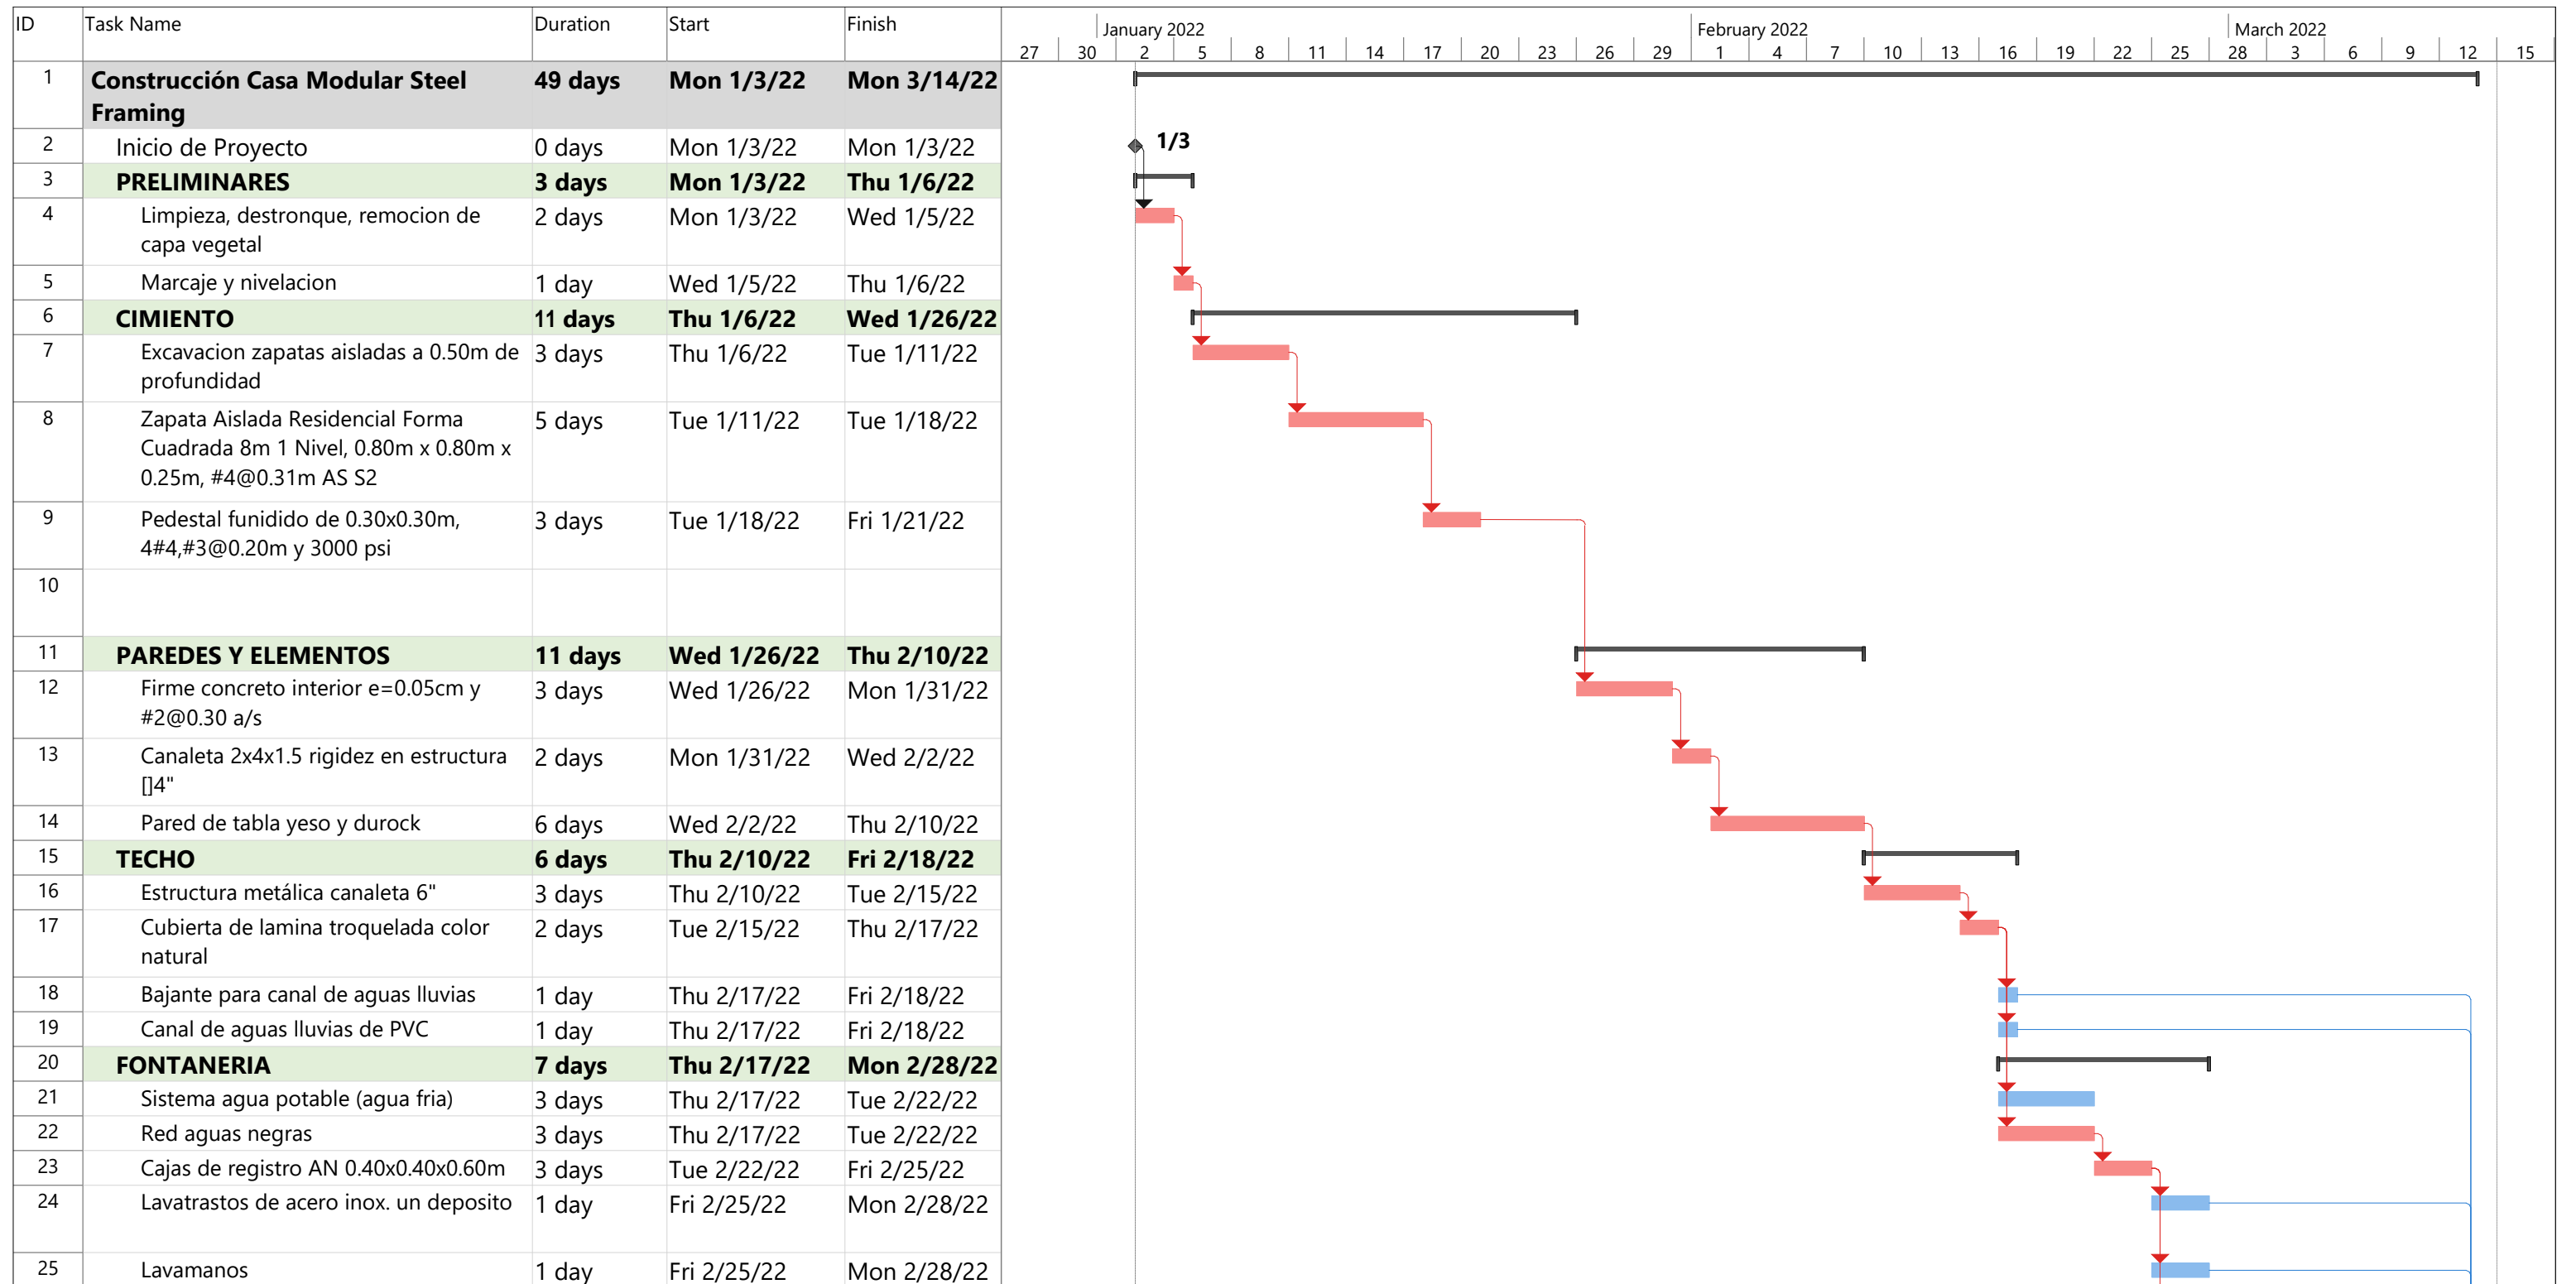 ID Task Name Duration Start Finish
January 2022 February 2022 March 2022
27 30 2 5 8 11 14 17 20 23 26 29 1 4 7 10 13 16 19 22 25 28 3 6 9 12 15
1 Construcción Casa Modular Steel 49 days Mon 1/3/22 Mon 3/14/22
Framing
2 Inicio de Proyecto 0 days Mon 1/3/22 Mon 1/3/22 1/3
3 PRELIMINARES 3 days Mon 1/3/22 Thu 1/6/22
4 Limpieza, destronque, remocion de 2 days Mon 1/3/22 Wed 1/5/22
capa vegetal
5 Marcaje y nivelacion 1 day Wed 1/5/22 Thu 1/6/22
6 CIMIENTO 11 days Thu 1/6/22 Wed 1/26/22
7 Excavacion zapatas aisladas a 0.50m de 3 days Thu 1/6/22 Tue 1/11/22
profundidad
8 Zapata Aislada Residencial Forma 5 days Tue 1/11/22 Tue 1/18/22
Cuadrada 8m 1 Nivel, 0.80m x 0.80m x
0.25m, #4@0.31m AS S2
9 Pedestal funidido de 0.30x0.30m, 3 days Tue 1/18/22 Fri 1/21/22
4#4,#3@0.20m y 3000 psi
10
11 PAREDES Y ELEMENTOS 11 days Wed 1/26/22 Thu 2/10/22
12 Firme concreto interior e=0.05cm y 3 days Wed 1/26/22 Mon 1/31/22
#2@0.30 a/s
13 Canaleta 2x4x1.5 rigidez en estructura 2 days Mon 1/31/22 Wed 2/2/22
[]4"
14 Pared de tabla yeso y durock 6 days Wed 2/2/22 Thu 2/10/22
15 TECHO 6 days Thu 2/10/22 Fri 2/18/22
16 Estructura metálica canaleta 6" 3 days Thu 2/10/22 Tue 2/15/22
17 Cubierta de lamina troquelada color 2 days Tue 2/15/22 Thu 2/17/22
natural
18 Bajante para canal de aguas lluvias 1 day Thu 2/17/22 Fri 2/18/22
19 Canal de aguas lluvias de PVC 1 day Thu 2/17/22 Fri 2/18/22
20 FONTANERIA 7 days Thu 2/17/22 Mon 2/28/22
21 Sistema agua potable (agua fria) 3 days Thu 2/17/22 Tue 2/22/22
22 Red aguas negras 3 days Thu 2/17/22 Tue 2/22/22
23 Cajas de registro AN 0.40x0.40x0.60m 3 days Tue 2/22/22 Fri 2/25/22
24 Lavatrastos de acero inox. un deposito 1 day Fri 2/25/22 Mon 2/28/22
25 Lavamanos 1 day Fri 2/25/22 Mon 2/28/22